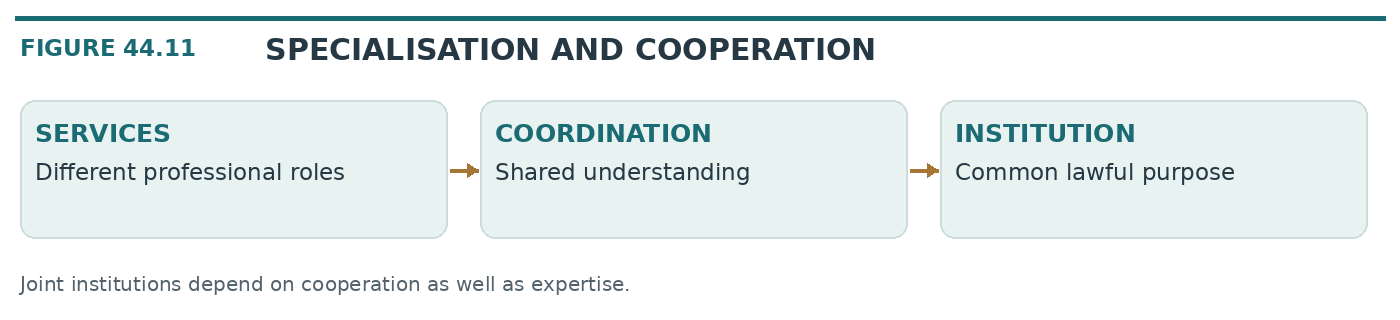 FIGURE 44.11 SPECIALISATION AND COOPERATION
SERVICES
Different professional roles
COORDINATION
Shared understanding
INSTITUTION
Common lawful purpose
Joint institutions depend on cooperation as well as expertise.